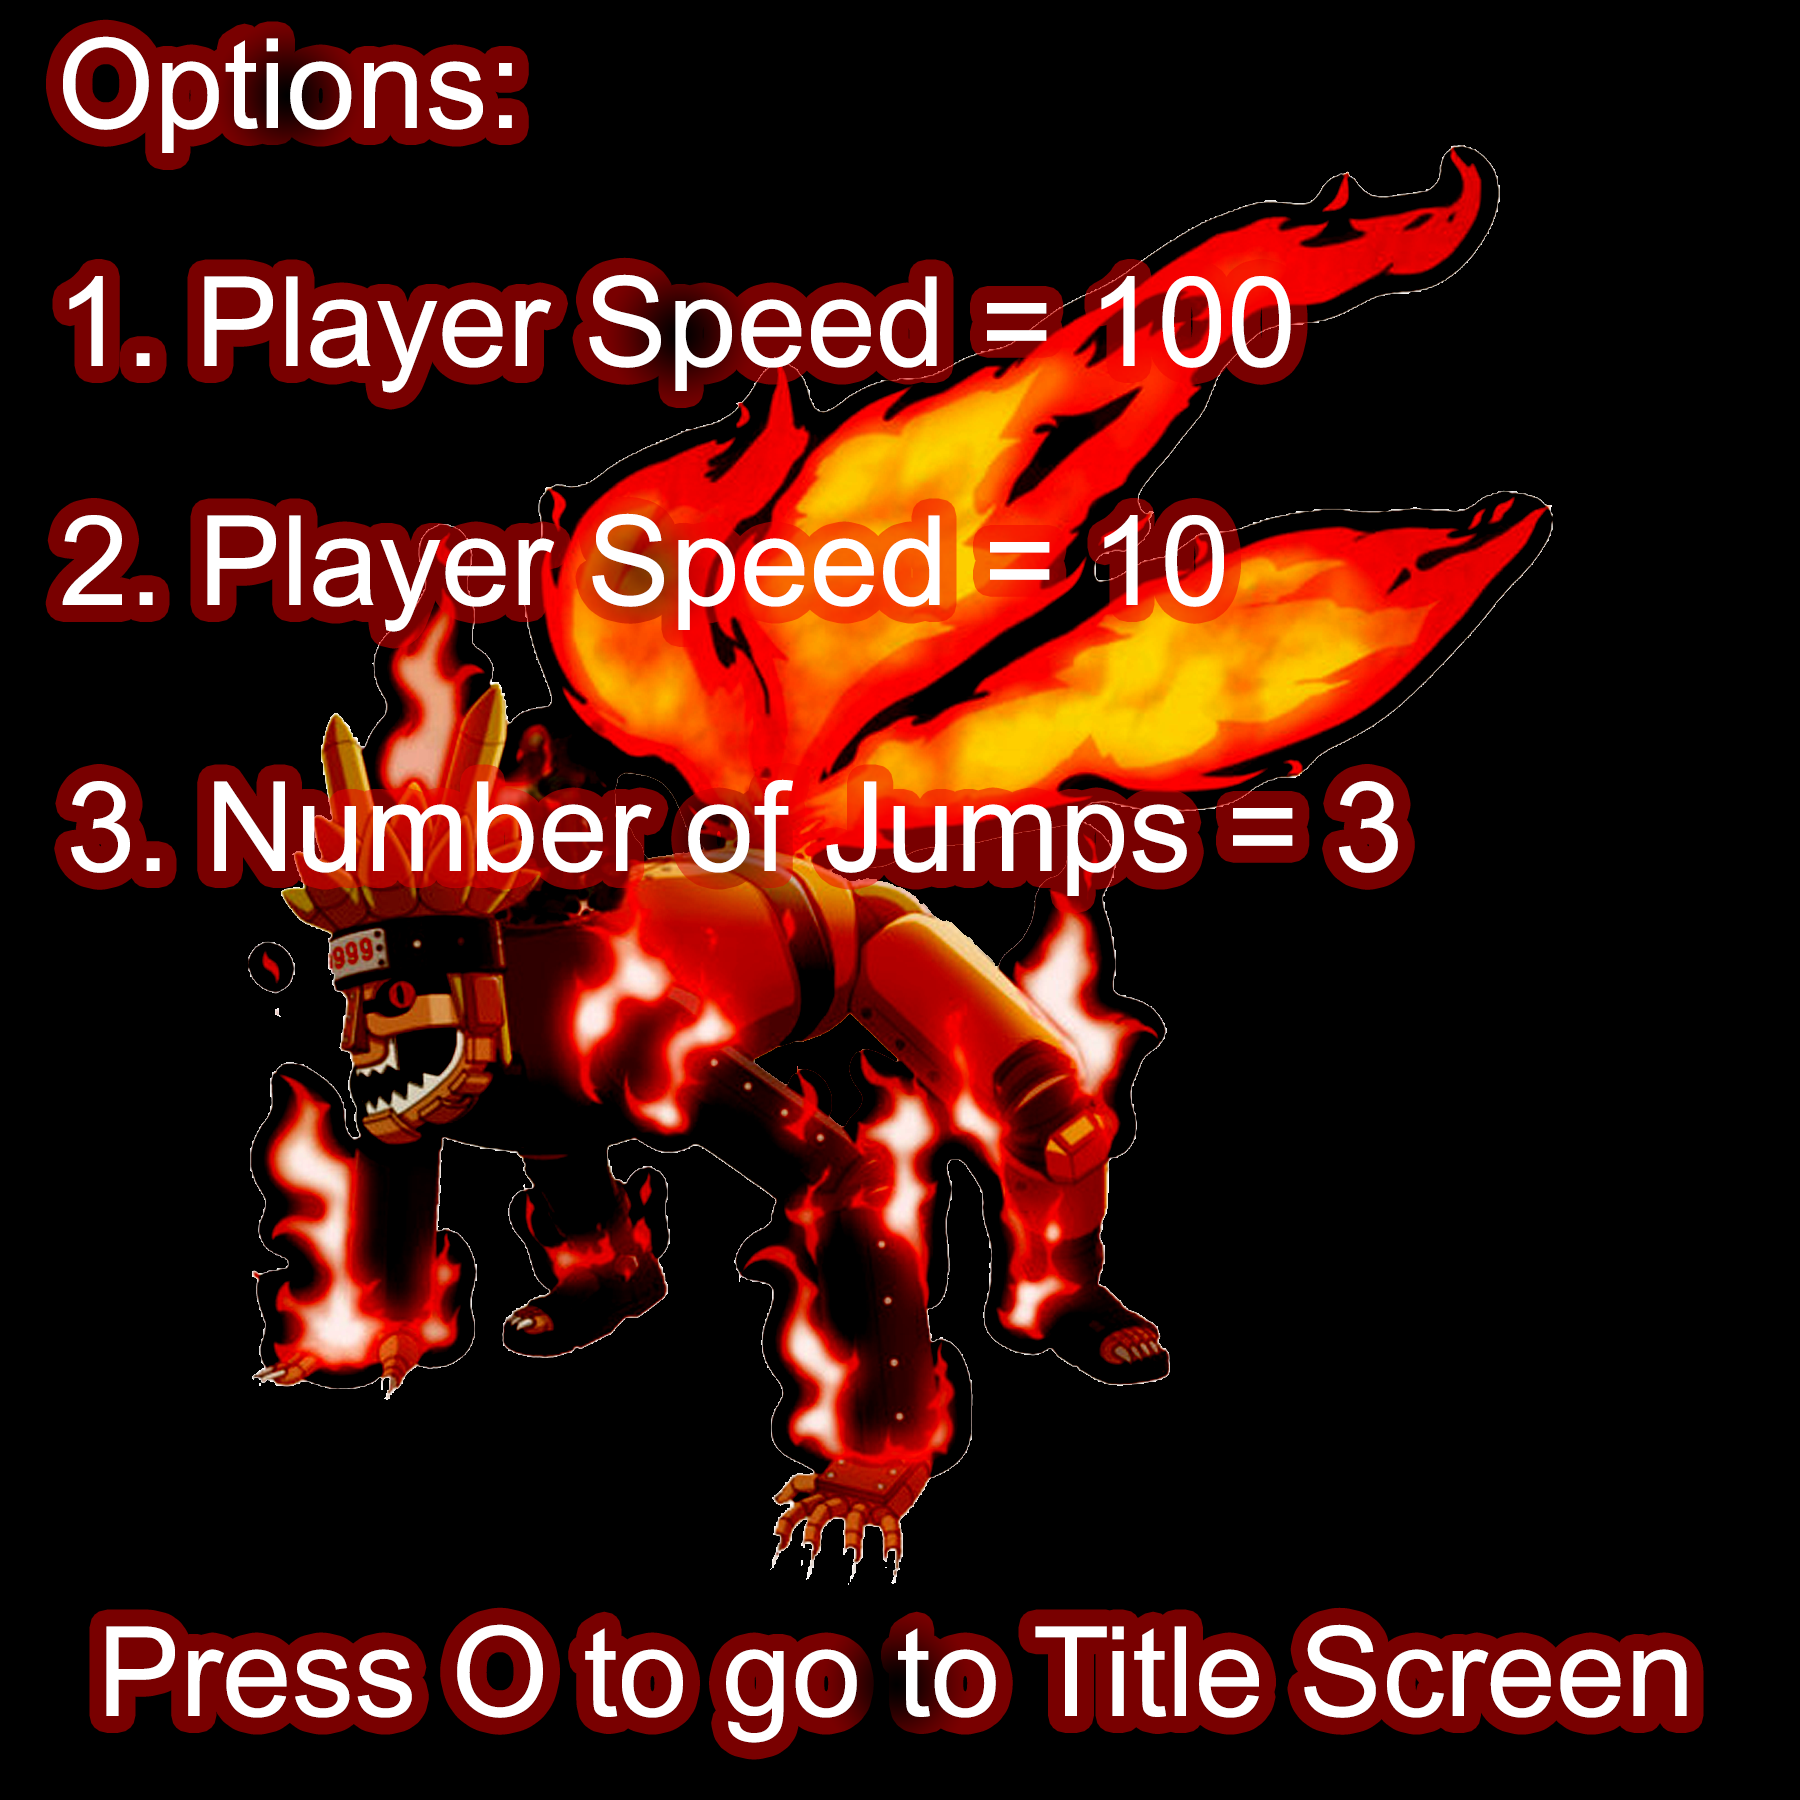 Options:
1. Player Speed = 100
2. Player Speed = 10
3. Number of Jumps = 3
999
Press O to go to Title Screen